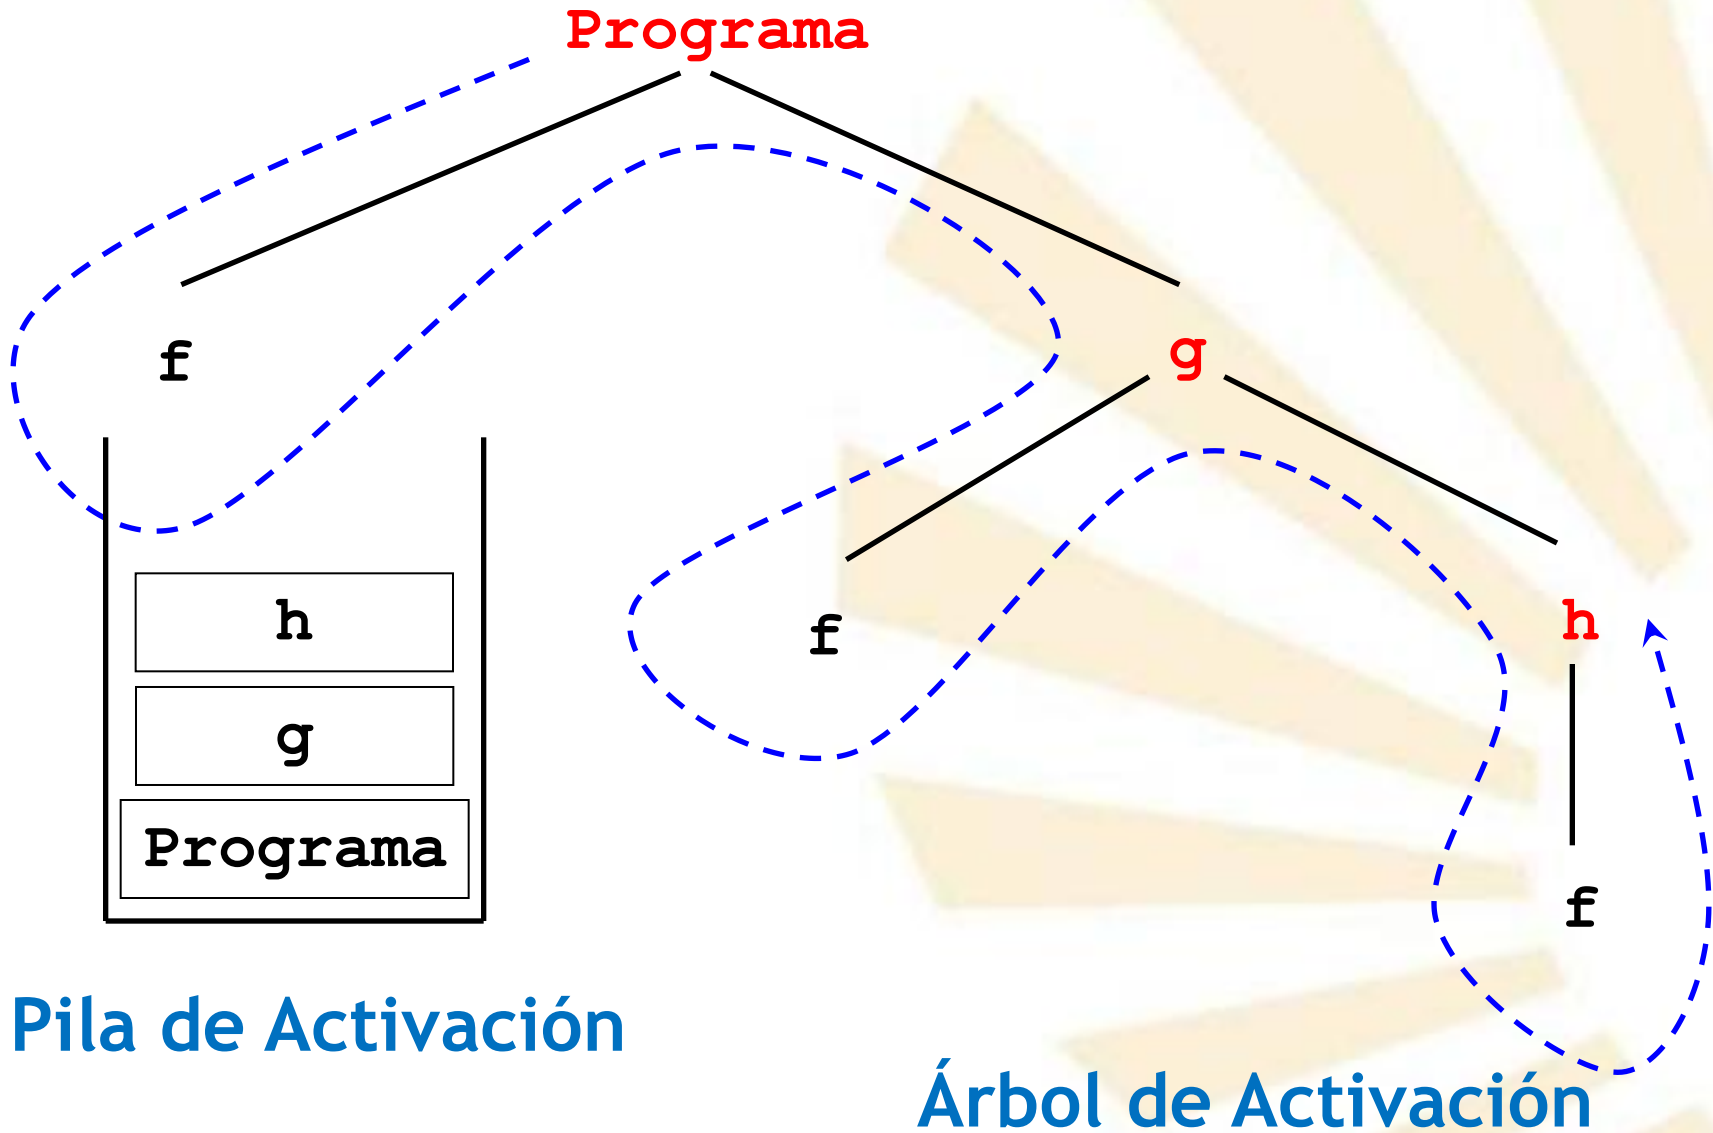 Programa
f
g
h
f
h
g
Programa
f
Pila de Activación
Árbol de Activación